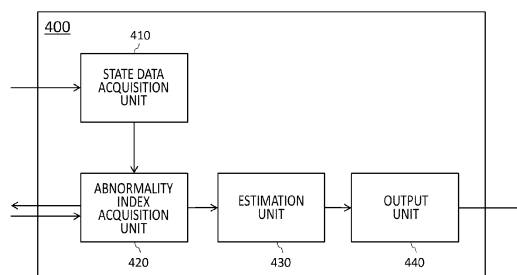 400
410
STATE DATA
ACQUISITION
UNIT
ABNORMALITY
INDEX
ACQUISITION
UNIT
ESTIMATION
UNIT
OUTPUT
UNIT
420
430
440